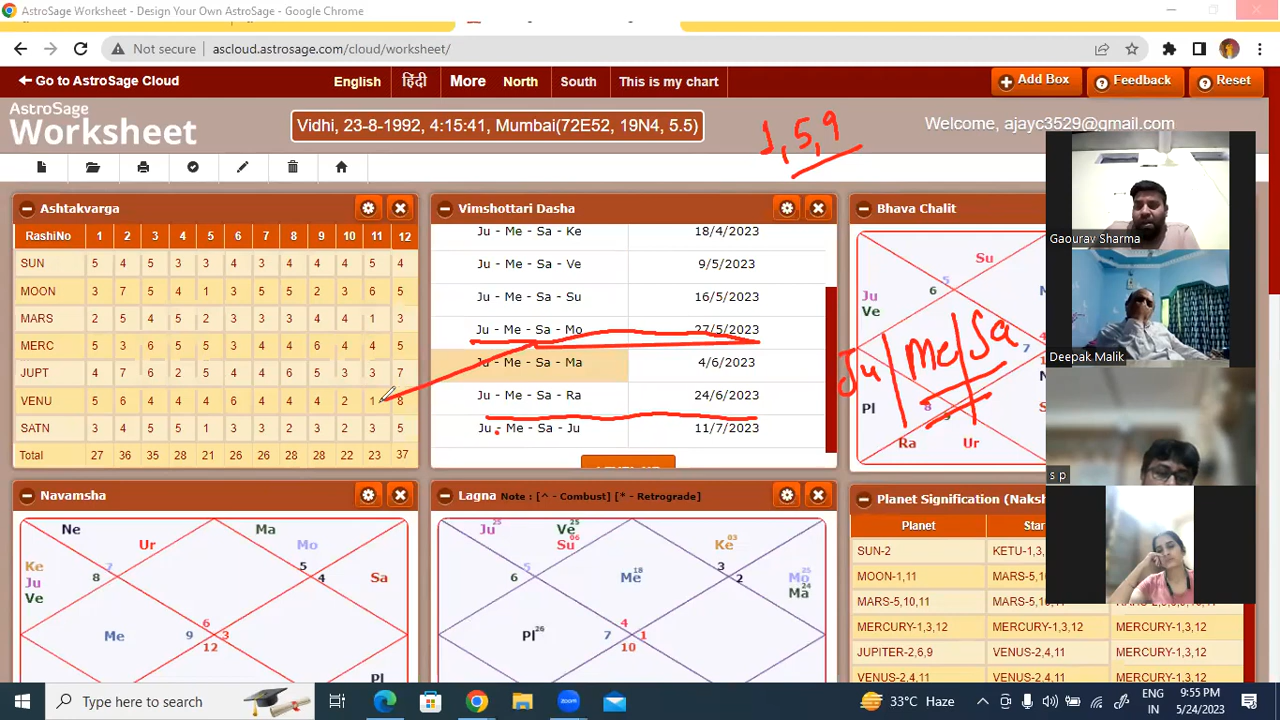 AstroSage Worksheet - Design Your Own AstroSage - Google Chrome
Not secure ascloud.astrosage.com/cloud/worksheet/
Go to AstroSage Cloud English हिंदी More North South This is my chart Add Box Feedback Reset
AstroSage
Worksheet
Vidhi, 23-8-1992, 4:15:41, Mumbai(72E52, 19N4, 5.5)
1, 5, 9
Welcome, ajayc3529@gmail.com
Ashtakvarga
RashiNo 1 2 3 4 5 6 7 8 9 10 11 12
SUN 5 4 5 3 3 4 3 4 4 4 5 4
MOON 3 7 5 4 1 3 5 5 2 3 6 5
MARS 2 5 4 5 2 3 3 3 4 4 1 3
MERC 5 3 6 5 5 3 4 4 6 4 4 5
JUPT 4 7 6 2 5 4 4 6 5 3 3 7
VENU 5 6 4 4 4 6 4 4 4 2 1 8
SATN 3 4 5 5 1 3 3 2 3 2 3 5
Total 27 36 35 28 21 26 26 28 28 22 23 37
Vimshottari Dasha
Ju - Me - Sa - Ke 18/4/2023
Ju - Me - Sa - Ve 9/5/2023
Ju - Me - Sa - Su 16/5/2023
Ju - Me - Sa - Mo 27/5/2023
Ju - Me - Sa - Ma 4/6/2023
Ju - Me - Sa - Ra 24/6/2023
Ju - Me - Sa - Ju 11/7/2023
Bhava Chalit
Su
5
6
Ju
Ve
4
7
Pl
8
9
Ra
Ur
Ju Me Sa
Gaourav Sharma
Deepak Malik
s p
Navamsha
Ne
Ma
Ur
Mo
Ke
Ju
Ve
7
8
5
4
Sa
Me
9
6
3
12
Pl
Lagna Note : [^ - Combust] [* - Retrograde]
Ju25
Ve25
Su06
Ke03
5
6
Me18
3
2
Mo25
Ma24
Pl26
7
4
1
10
Planet Signification (Naksh
Planet Star
SUN-2 KETU-1,3,
MOON-1,11 MARS-5,10
MARS-5,10,11 MARS-5,10
MERCURY-1,3,12 MERCURY-1,3,12 MERCURY-1,3,12
JUPITER-2,6,9 VENUS-2,4,11 MERCURY-1,3,12
VENUS-2,4,11 MERCURY-1,3,12
Type here to search
33°C Haze
ENG
IN
9:55 PM
5/24/2023